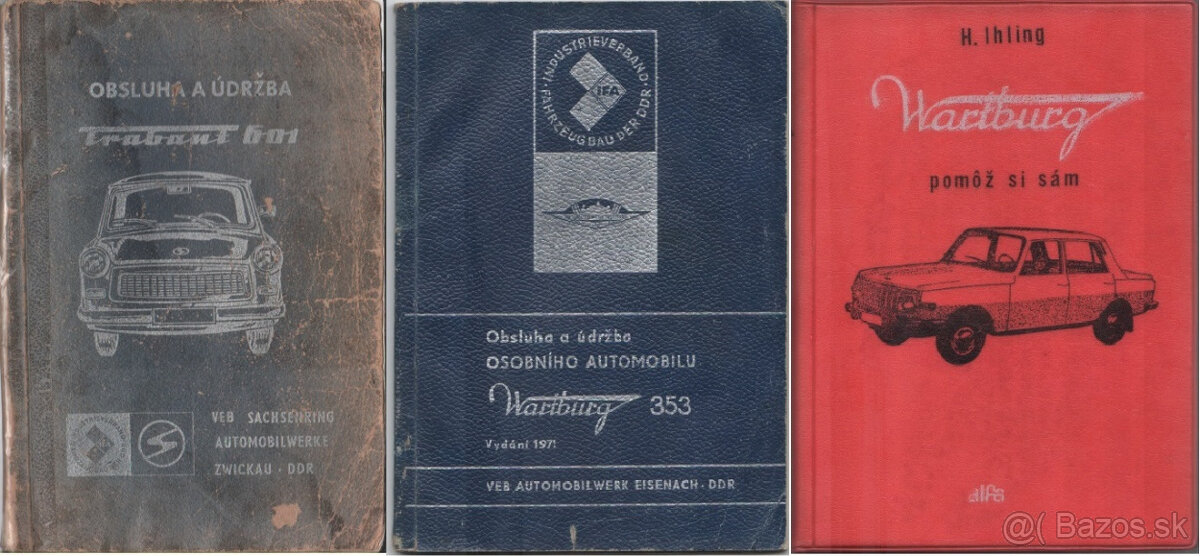 OBSLUHA A ÚDRŽBA
Trabant 601
VEB SACHSENRING
AUTOMOBILWERKE
ZWICKAU · DDR
INDUSTRIEVERBAND · FAHRZEUGBAU DER DDR ·
IFA
Obsluha a údržba
OSOBNÍHO AUTOMOBILU
Wartburg 353
Vydání 1971
VEB AUTOMOBILWERK EISENACH · DDR
H. Ihling
Wartburg
pomôž si sám
alfa
@( Bazos.sk